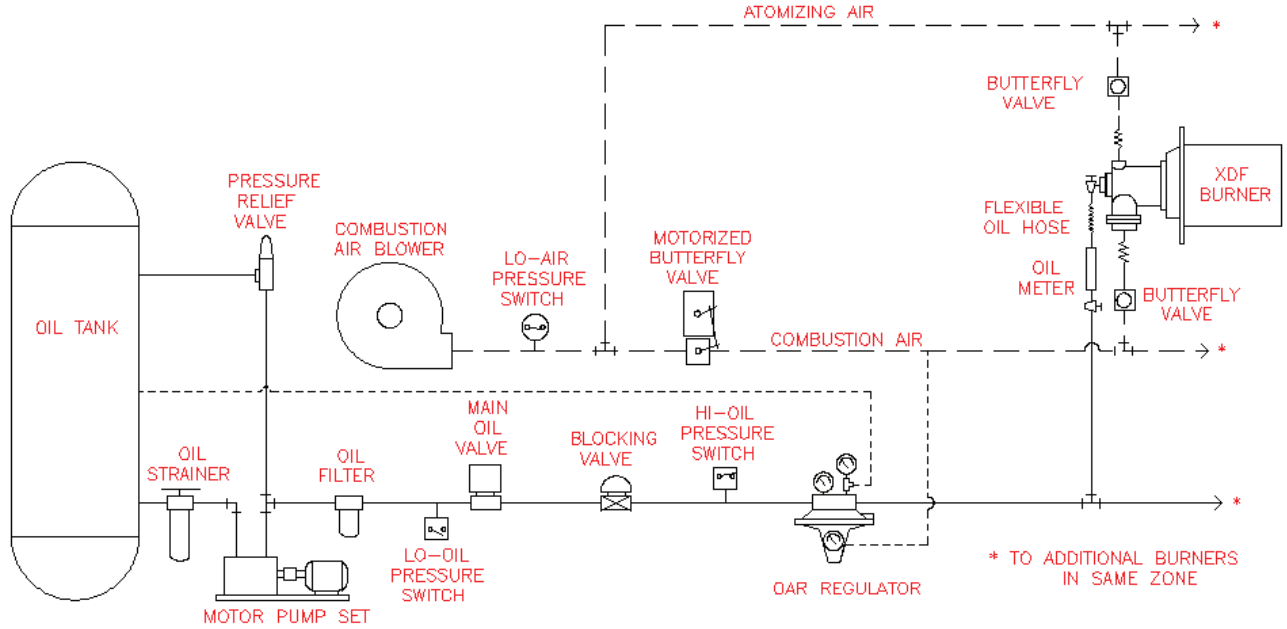 ATOMIZING AIR
*
BUTTERFLY
VALVE
XDF
BURNER
PRESSURE
RELIEF
VALVE
COMBUSTION
AIR BLOWER
LO-AIR
PRESSURE
SWITCH
MOTORIZED
BUTTERFLY
VALVE
FLEXIBLE
OIL HOSE
OIL
METER
BUTTERFLY
VALVE
OIL TANK
COMBUSTION AIR
*
OIL
STRAINER
OIL
FILTER
MAIN
OIL
VALVE
BLOCKING
VALVE
HI-OIL
PRESSURE
SWITCH
*
LO-OIL
PRESSURE
SWITCH
MOTOR PUMP SET
OAR REGULATOR
* TO ADDITIONAL BURNERS
IN SAME ZONE